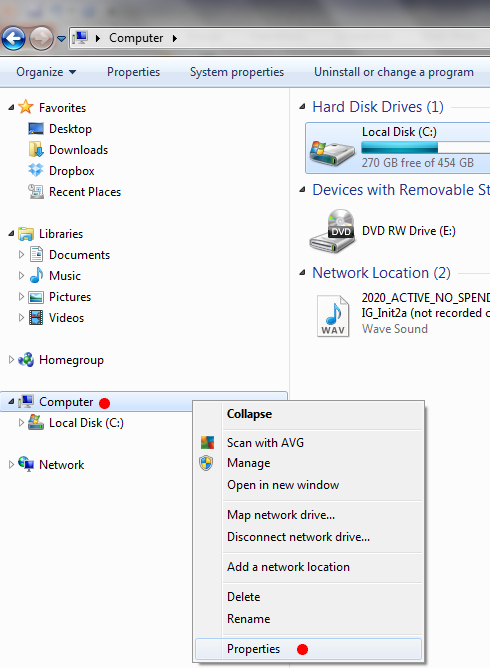 Computer
Organize
Properties
System properties
Uninstall or change a program
Favorites
Desktop
Downloads
Dropbox
Recent Places
Libraries
Documents
Music
Pictures
Videos
Homegroup
Computer
Local Disk (C:)
Network
Hard Disk Drives (1)
Local Disk (C:)
270 GB free of 454 GB
Devices with Removable St
DVD
DVD RW Drive (E:)
Network Location (2)
WAV
2020_ACTIVE_NO_SPEND
IG_Init2a (not recorded c
Wave Sound
Collapse
Scan with AVG
Manage
Open in new window
Map network drive...
Disconnect network drive...
Add a network location
Delete
Rename
Properties